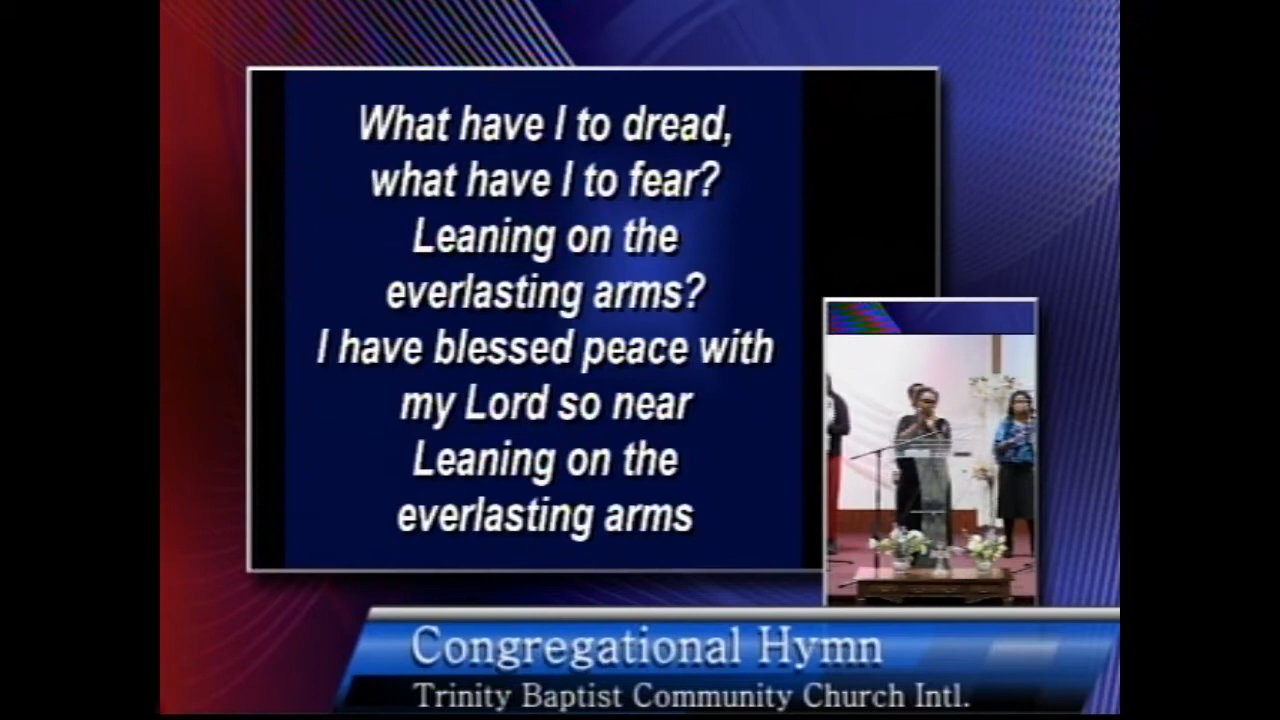 What have I to dread,
what have I to fear?
Leaning on the
everlasting arms?
I have blessed peace with
my Lord so near
Leaning on the
everlasting arms
Congregational Hymn
Trinity Baptist Community Church Intl.